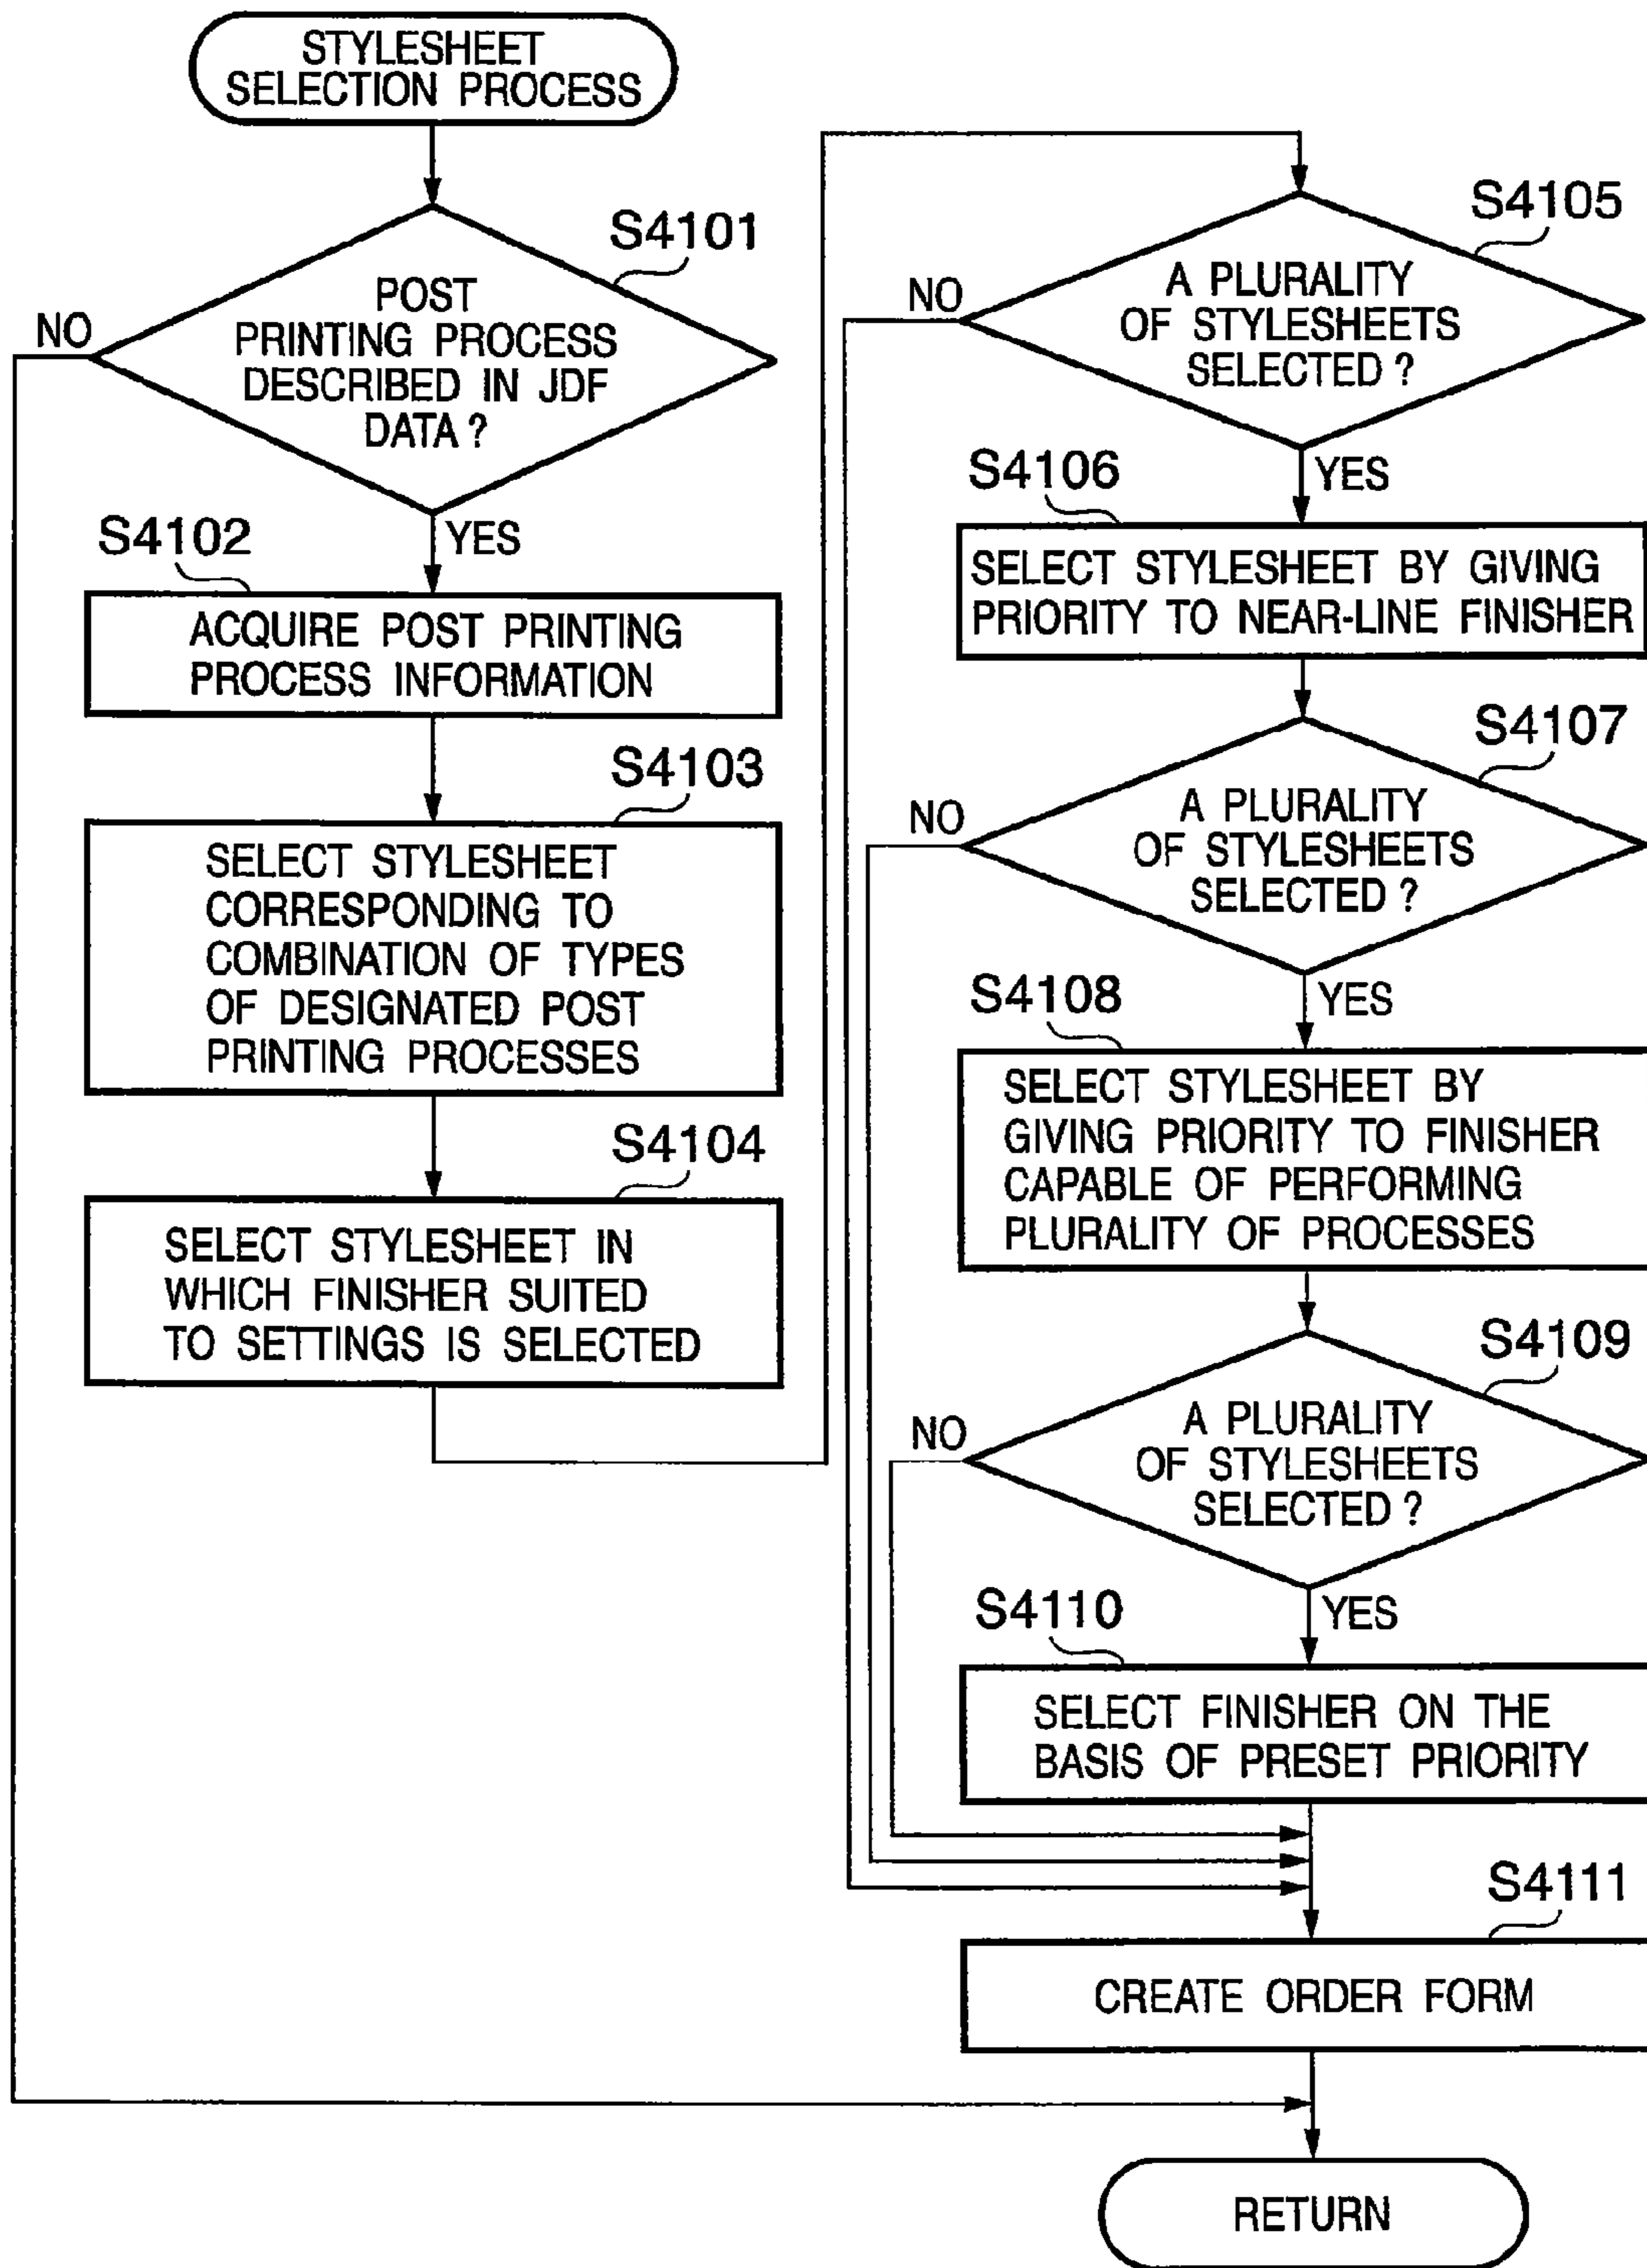 STYLESHEET
SELECTION PROCESS
S4101
POST
PRINTING PROCESS
DESCRIBED IN JDF
DATA ?
NO
YES
S4102
ACQUIRE POST PRINTING
PROCESS INFORMATION
S4103
SELECT STYLESHEET
CORRESPONDING TO
COMBINATION OF TYPES
OF DESIGNATED POST
PRINTING PROCESSES
S4104
SELECT STYLESHEET IN
WHICH FINISHER SUITED
TO SETTINGS IS SELECTED
S4105
A PLURALITY
OF STYLESHEETS
SELECTED ?
NO
YES
S4106
SELECT STYLESHEET BY GIVING
PRIORITY TO NEAR-LINE FINISHER
S4107
A PLURALITY
OF STYLESHEETS
SELECTED ?
NO
YES
S4108
SELECT STYLESHEET BY
GIVING PRIORITY TO FINISHER
CAPABLE OF PERFORMING
PLURALITY OF PROCESSES
S4109
A PLURALITY
OF STYLESHEETS
SELECTED ?
NO
YES
S4110
SELECT FINISHER ON THE
BASIS OF PRESET PRIORITY
S4111
CREATE ORDER FORM
RETURN